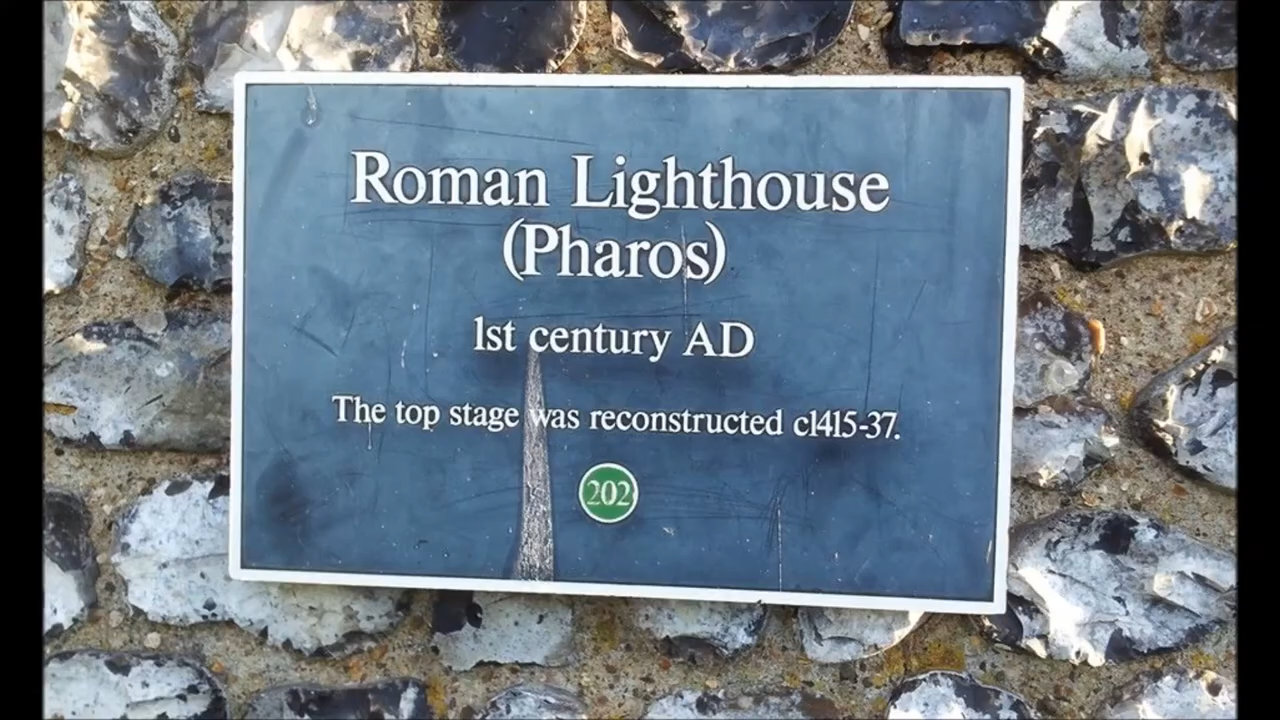 Roman Lighthouse
(Pharos)
1st century AD
The top stage was reconstructed c1415-37.
202